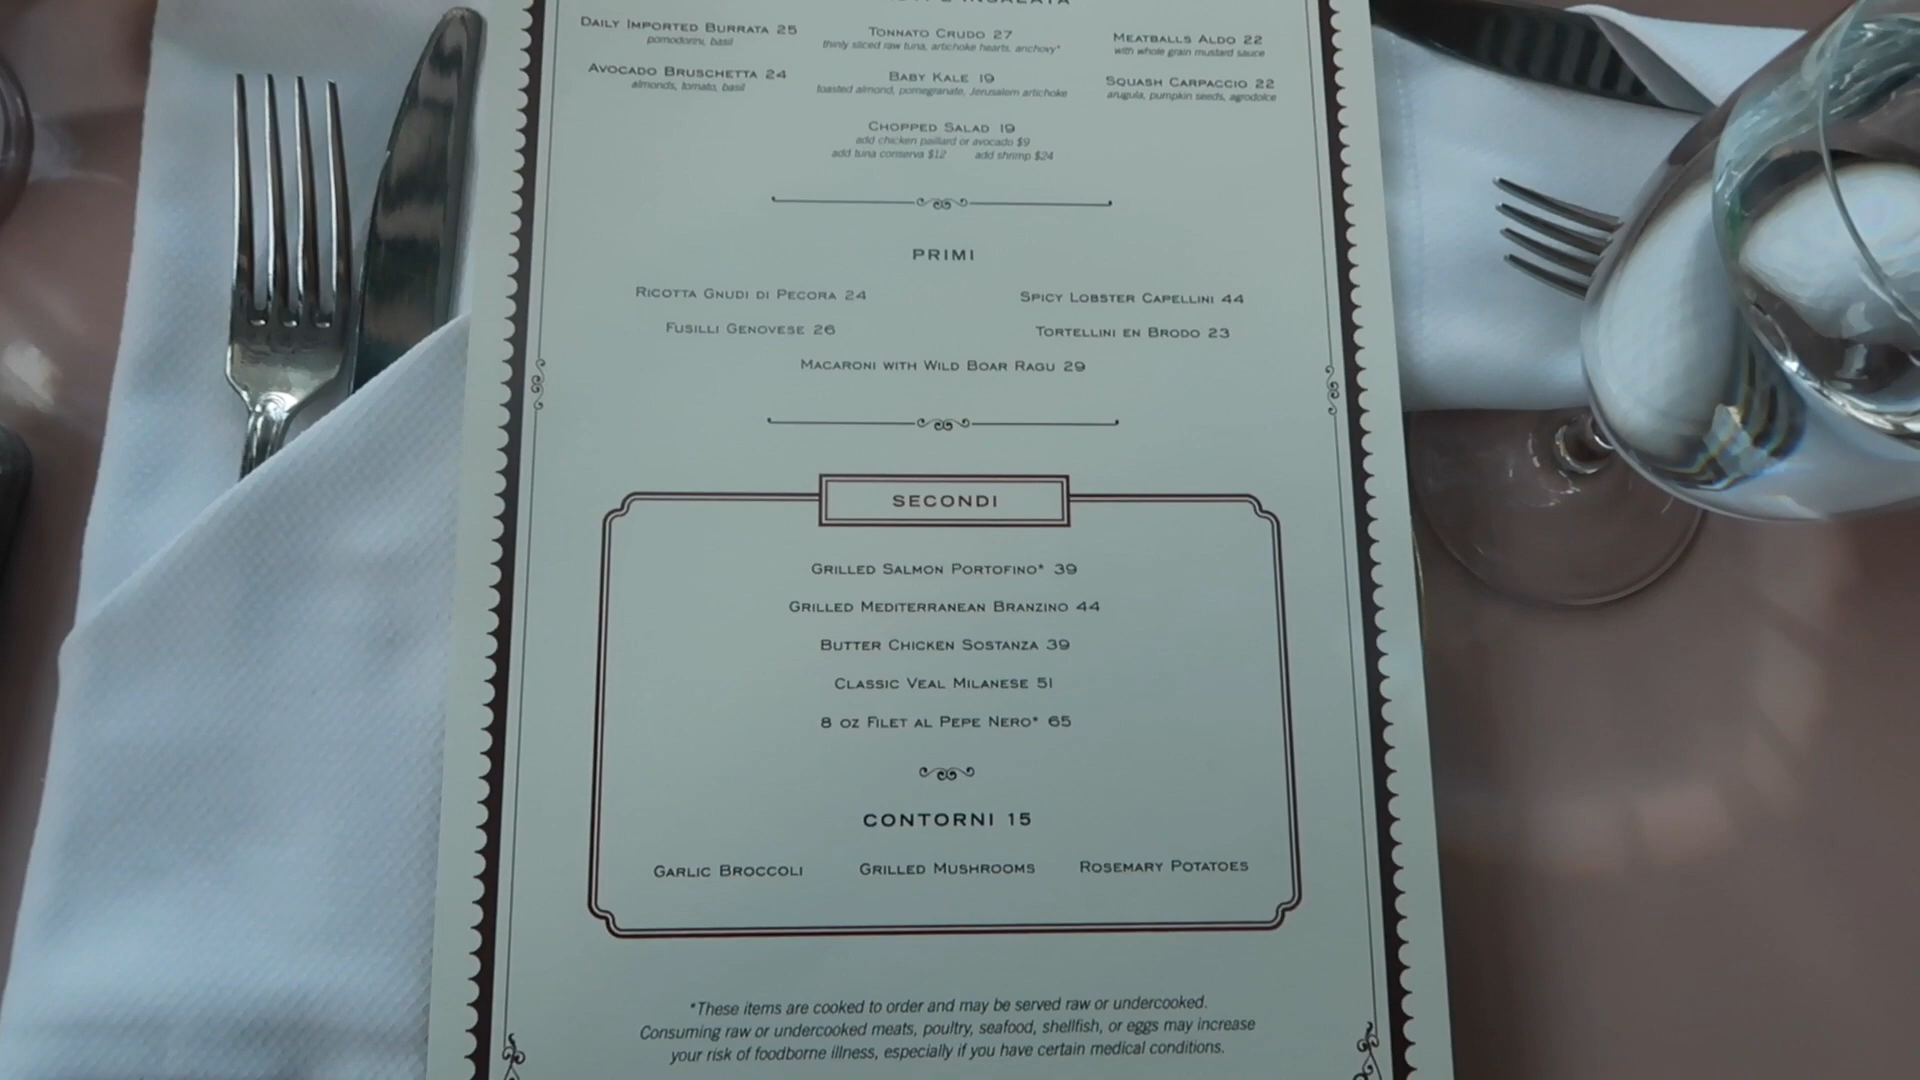 DAILY IMPORTED BURRATA 25
pomodorini, basil
AVOCADO BRUSCHETTA 24
almonds, tomato, basil
TONNATO CRUDO 27
thinly sliced raw tuna, artichoke hearts, anchovy*
BABY KALE 19
toasted almond, pomegranate, Jerusalem artichoke
MEATBALLS ALDO 22
with whole grain mustard sauce
SQUASH CARPACCIO 22
arugula, pumpkin seeds, agrodolce
CHOPPED SALAD 19
add chicken paillard or avocado $9
add tuna conserva $12 add shrimp $24
PRIMI
RICOTTA GNUDI DI PECORA 24
SPICY LOBSTER CAPELLINI 44
FUSILLI GENOVESE 26
TORTELLINI EN BRODO 23
MACARONI WITH WILD BOAR RAGU 29
SECONDI
GRILLED SALMON PORTOFINO* 39
GRILLED MEDITERRANEAN BRANZINO 44
BUTTER CHICKEN SOSTANZA 39
CLASSIC VEAL MILANESE 51
8 OZ FILET AL PEPE NERO* 65
CONTORNI 15
GARLIC BROCCOLI GRILLED MUSHROOMS ROSEMARY POTATOES
*These items are cooked to order and may be served raw or undercooked.
Consuming raw or undercooked meats, poultry, seafood, shellfish, or eggs may increase
your risk of foodborne illness, especially if you have certain medical conditions.